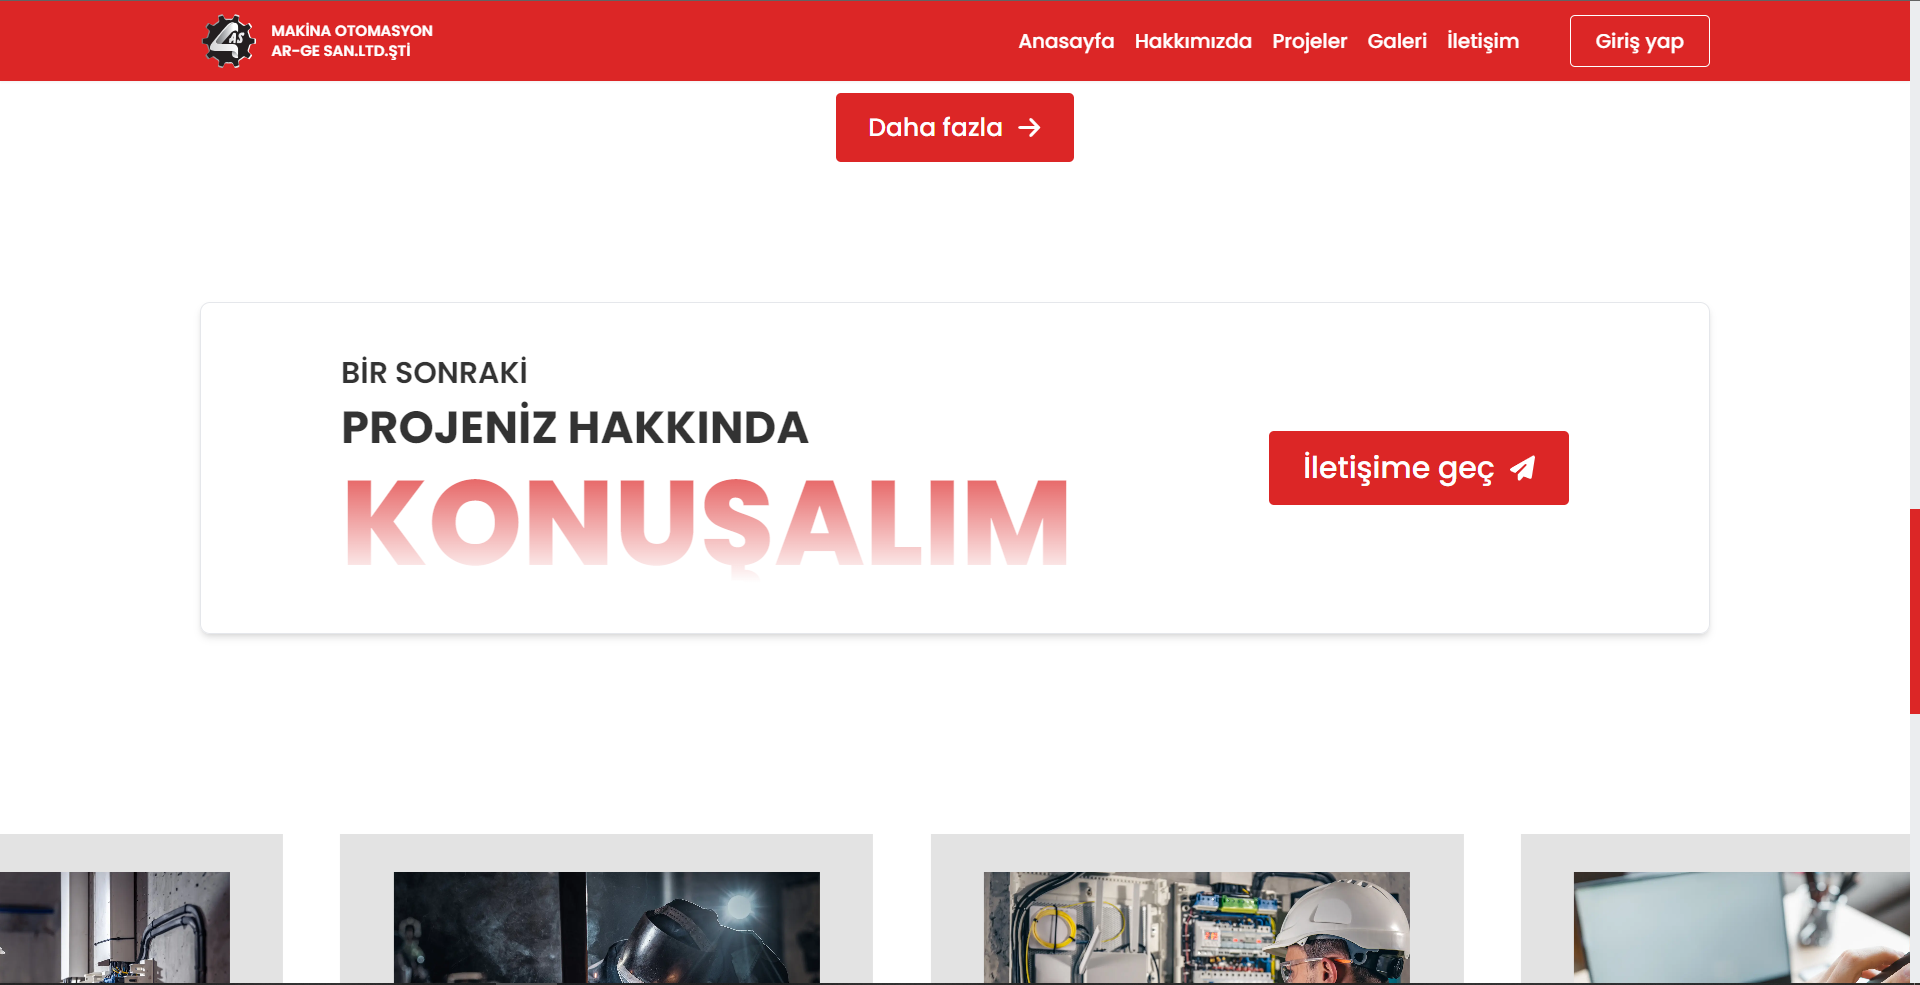 4AS
MAKİNA OTOMASYON
AR-GE SAN.LTD.ŞTİ
Anasayfa
Hakkımızda
Projeler
Galeri
İletişim
Giriş yap
Daha fazla
BİR SONRAKİ
PROJENİZ HAKKINDA
KONUŞALIM
İletişime geç